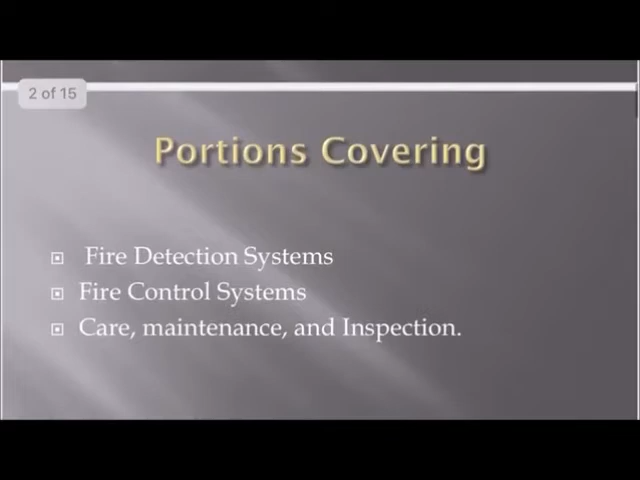 2 of 15
Portions Covering
Fire Detection Systems
Fire Control Systems
Care, maintenance, and Inspection.